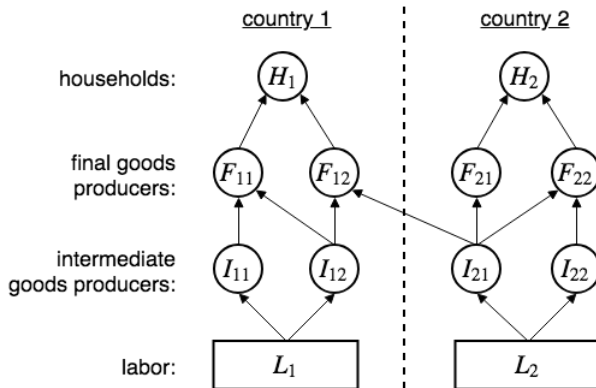 country 1 country 2
households: H₁ H₂
final goods
producers: F₁₁ F₁₂ F₂₁ F₂₂
intermediate
goods producers: I₁₁ I₁₂ I₂₁ I₂₂
labor: L₁ L₂